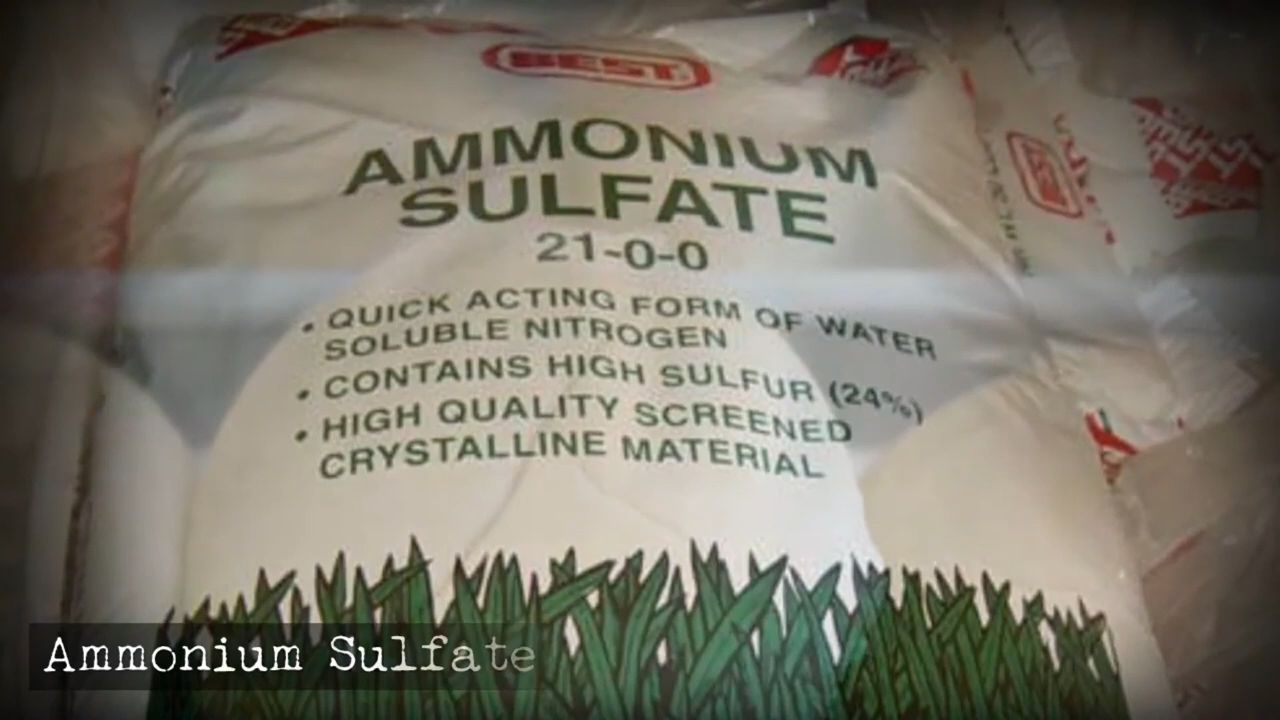 BEST
AMMONIUM
SULFATE
21-0-0
• QUICK ACTING FORM OF WATER
SOLUBLE NITROGEN
• CONTAINS HIGH SULFUR (24%)
• HIGH QUALITY SCREENED
CRYSTALLINE MATERIAL
BEST
Ammonium Sulfate